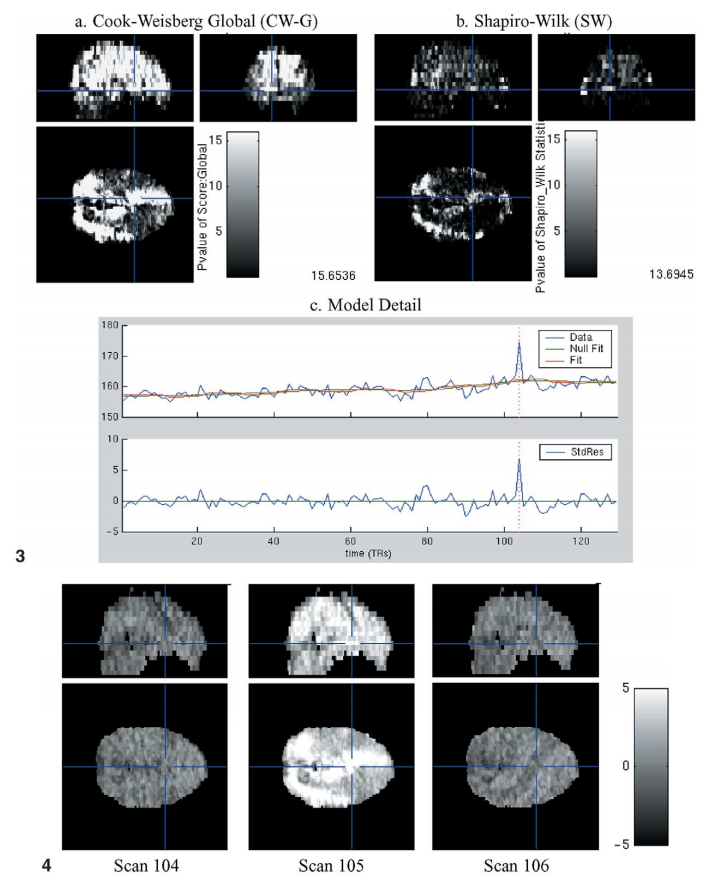 a. Cook-Weisberg Global (CW-G)
b. Shapiro-Wilk (SW)
Pvalue of Score:Global
15
10
5
15.6536
Pvalue of Shapiro_Wilk Statisti
15
10
5
13.6945
c. Model Detail
180
170
160
150
Data
Null Fit
Fit
10
5
0
-5
StdRes
20
40
60
80
100
120
time (TRs)
3
5
0
-5
4
Scan 104
Scan 105
Scan 106